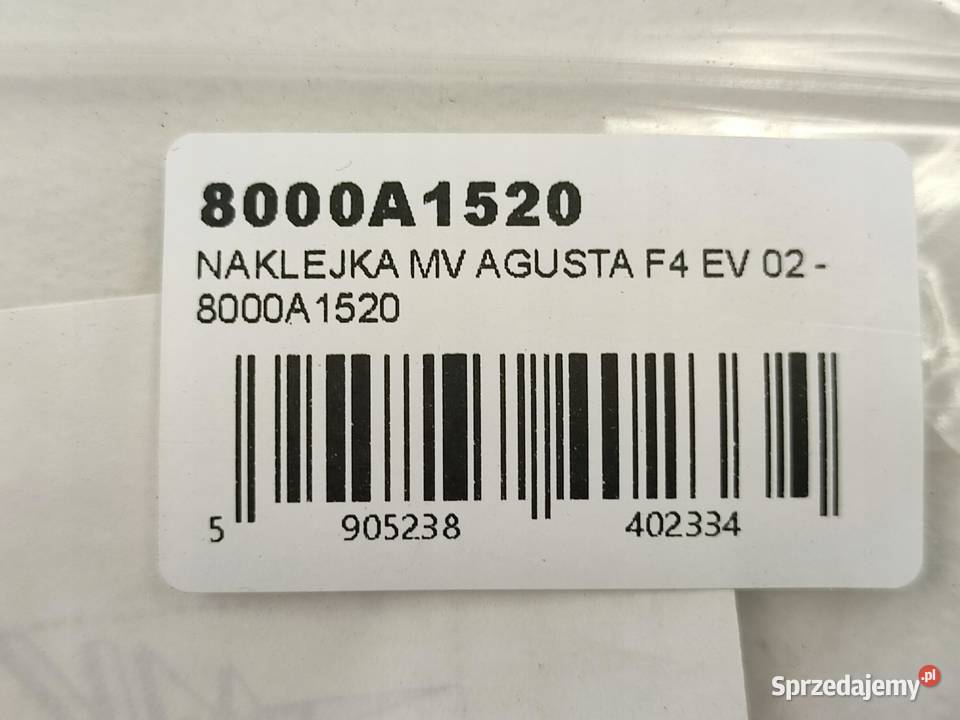 8000A1520
NAKLEJKA MV AGUSTA F4 EV 02 -
8000A1520
5 905238 402334
Sprzedajemy.pl